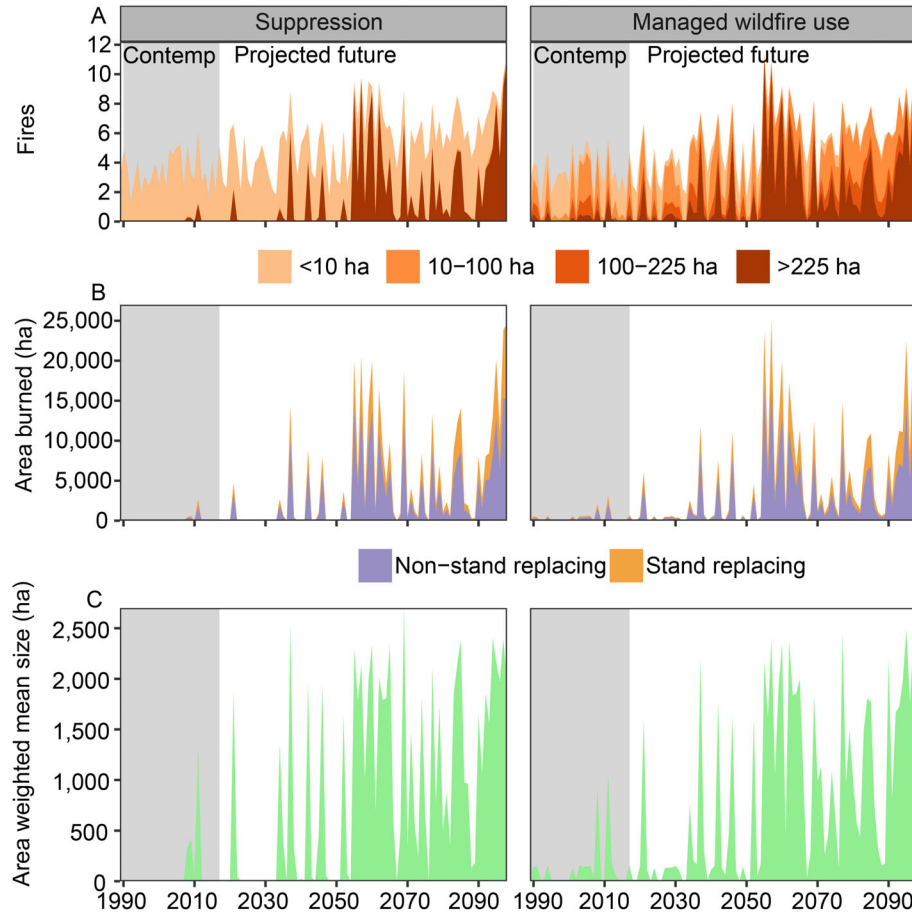 A
Suppression
Managed wildfire use
Contemp
Projected future
Contemp
Projected future
Fires
12
10
8
6
4
2
0
<10 ha
10−100 ha
100−225 ha
>225 ha
B
Area burned (ha)
25,000
20,000
15,000
10,000
5,000
0
Non−stand replacing
Stand replacing
C
Area weighted mean size (ha)
2,500
2,000
1,500
1,000
500
0
1990 2010 2030 2050 2070 2090
1990 2010 2030 2050 2070 2090